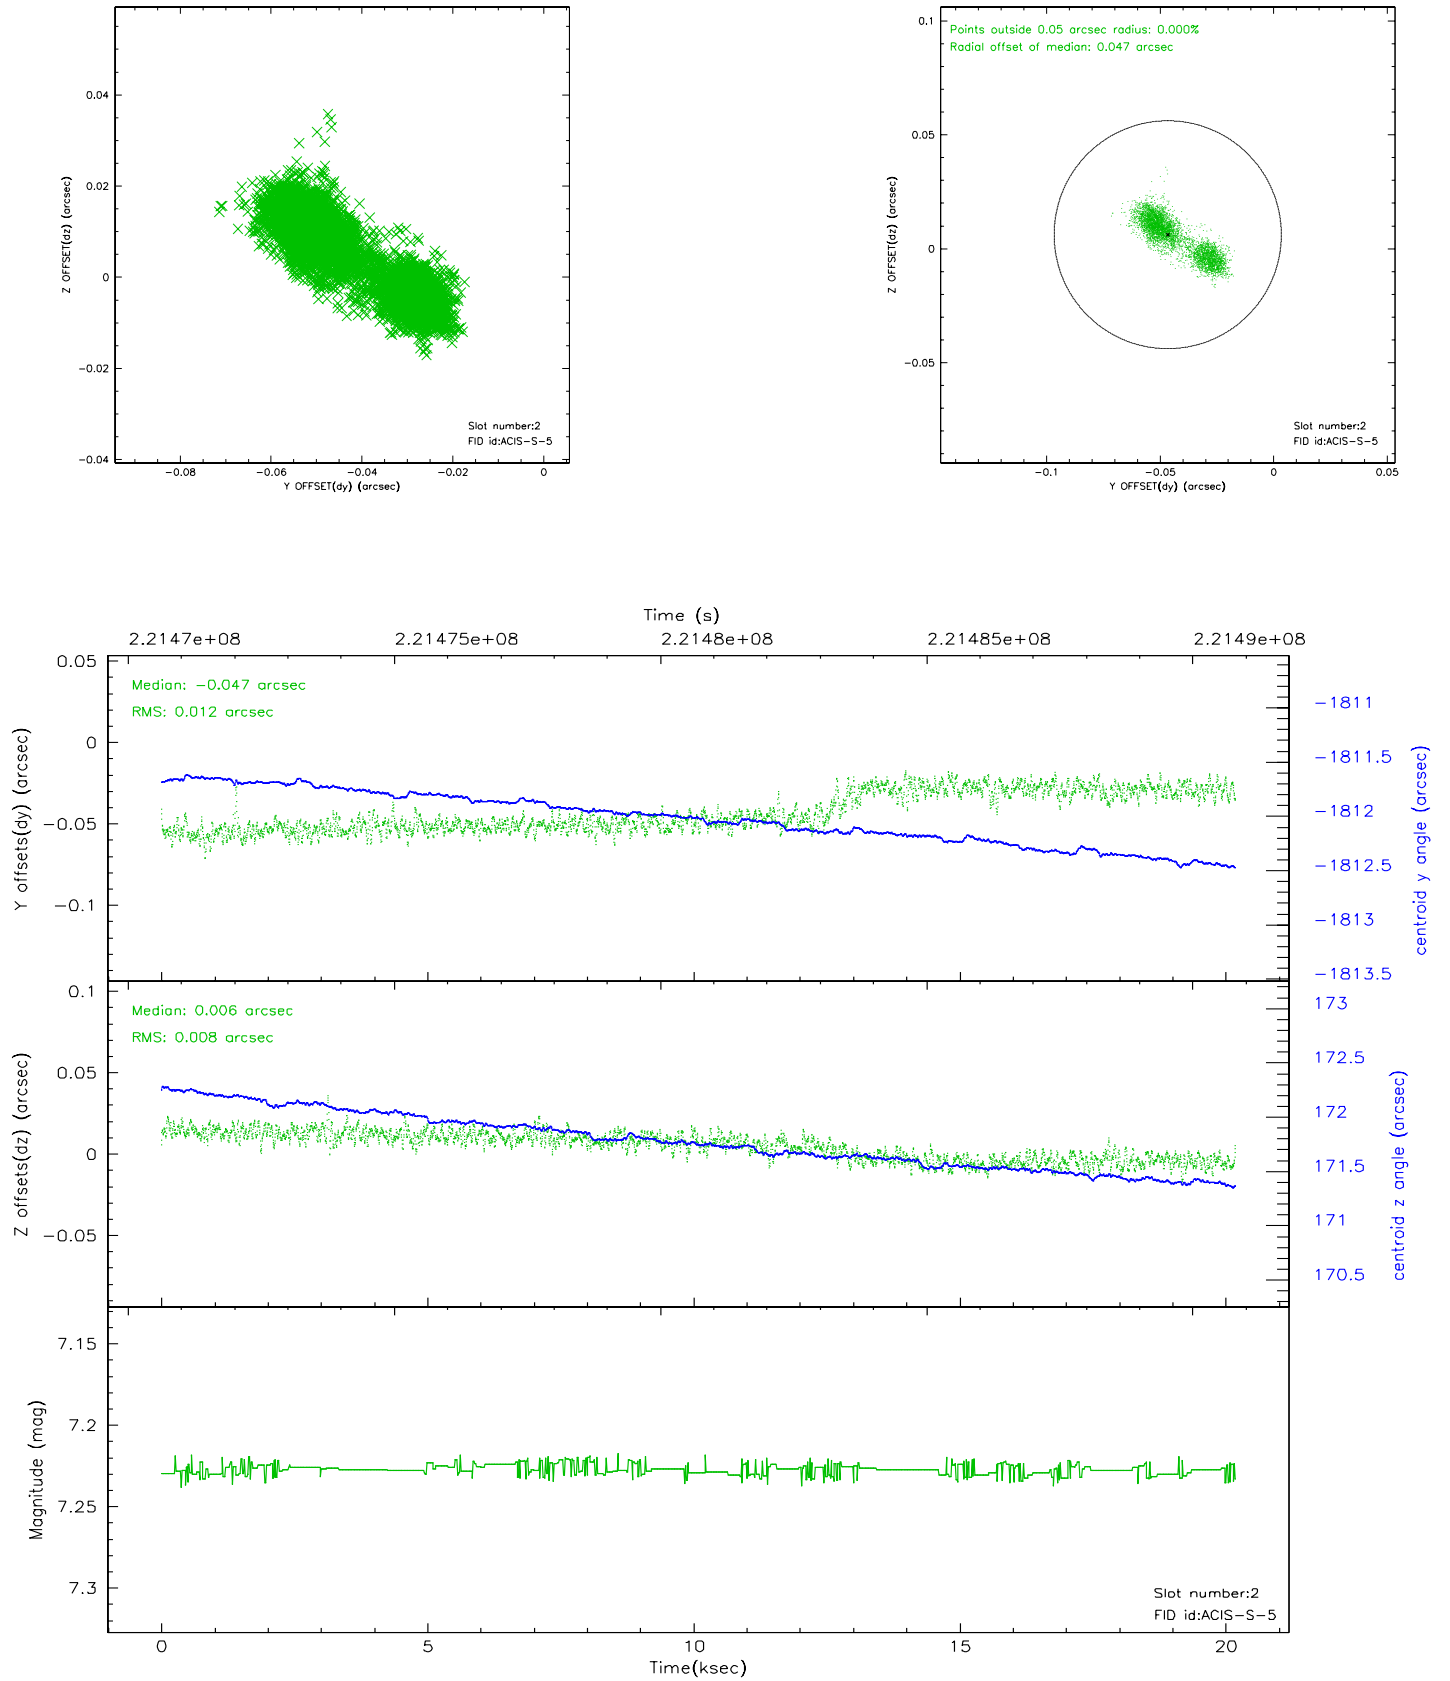 0.04
0.02
0
-0.02
-0.04
Z OFFSET(dz) (arcsec)
Slot number:2
FID id:ACIS-S-5
-0.08
-0.06
-0.04
-0.02
0
Y OFFSET(dy) (arcsec)
Points outside 0.05 arcsec radius: 0.000%
Radial offset of median: 0.047 arcsec
0.1
0.05
0
-0.05
Z OFFSET(dz) (arcsec)
Slot number:2
FID id:ACIS-S-5
-0.1
-0.05
0
0.05
Y OFFSET(dy) (arcsec)
Time (s)
2.2147e+08
2.21475e+08
2.2148e+08
2.21485e+08
2.2149e+08
Median: -0.047 arcsec
RMS: 0.012 arcsec
0.05
0
-0.05
-0.1
Y offsets(dy) (arcsec)
-1811
-1811.5
-1812
-1812.5
-1813
-1813.5
centroid y angle (arcsec)
Median: 0.006 arcsec
RMS: 0.008 arcsec
0.1
0.05
0
-0.05
Z offsets(dz) (arcsec)
173
172.5
172
171.5
171
170.5
centroid z angle (arcsec)
7.15
7.2
7.25
7.3
Magnitude (mag)
Slot number:2
FID id:ACIS-S-5
0
5
10
15
20
Time(ksec)